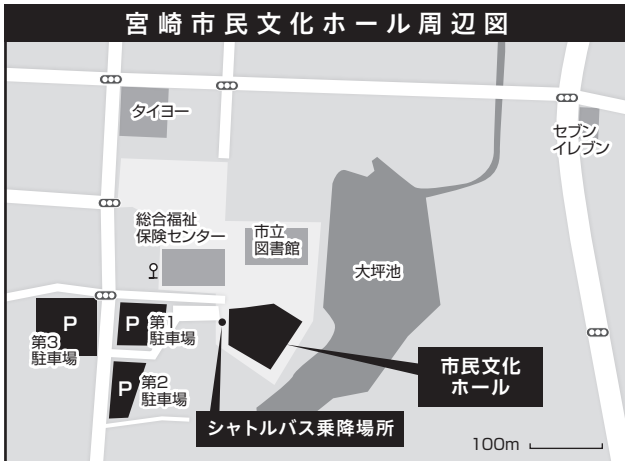 宮崎市民文化ホール周辺図
タイヨー
セブン
イレブン
総合福祉
保険センター
市立
図書館
大坪池
P
第3
駐車場
P
第1
駐車場
P
第2
駐車場
市民文化
ホール
シャトルバス乗降場所
100m